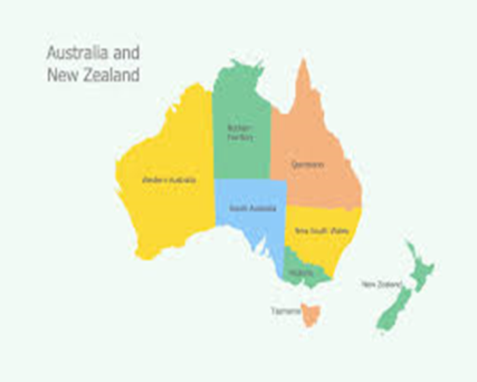 Australia and
New Zealand
Northern
Territory
Queensland
Western Australia
South Australia
New South Wales
Victoria
Tasmania
New Zealand